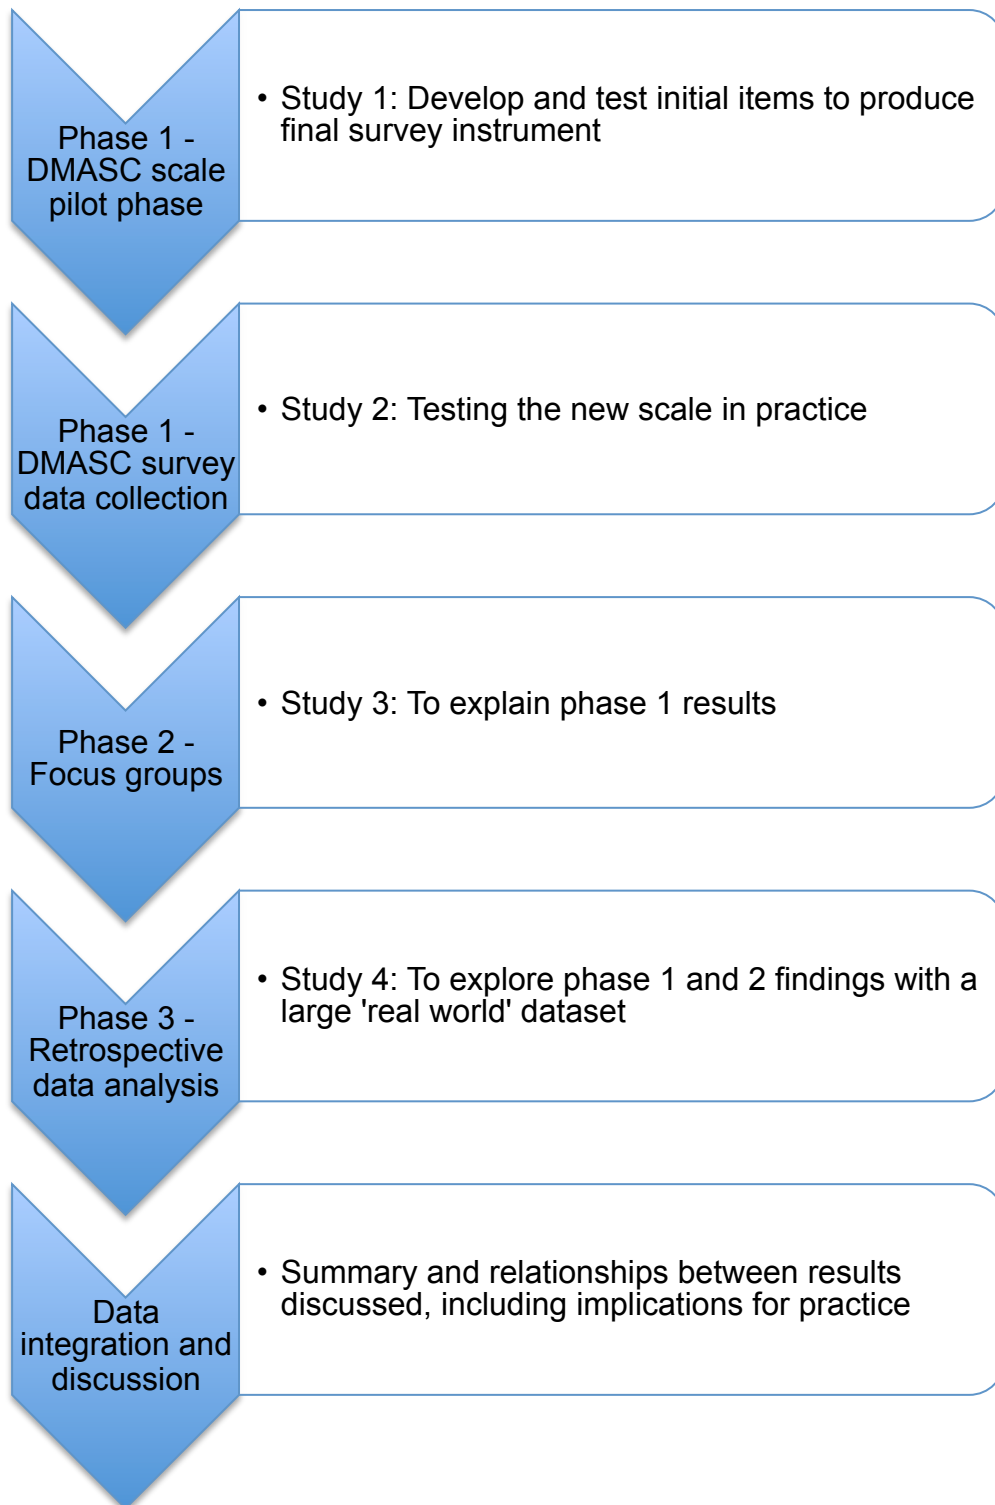 Phase 1 -
DMASC scale
pilot phase
• Study 1: Develop and test initial items to produce
final survey instrument
Phase 1 -
DMASC survey
data collection
• Study 2: Testing the new scale in practice
Phase 2 -
Focus groups
• Study 3: To explain phase 1 results
Phase 3 -
Retrospective
data analysis
• Study 4: To explore phase 1 and 2 findings with a
large 'real world' dataset
Data
integration and
discussion
• Summary and relationships between results
discussed, including implications for practice